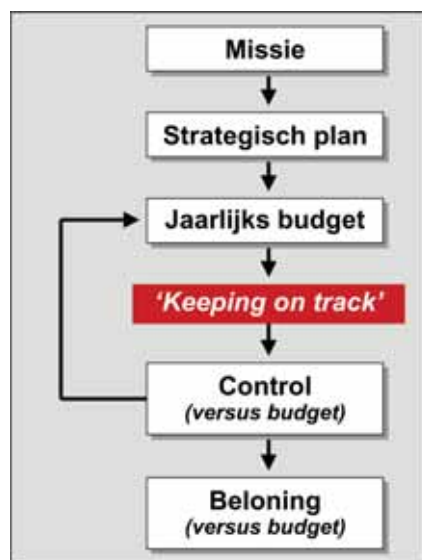 Missie
Strategisch plan
Jaarlijks budget
‘Keeping on track’
Control
(versus budget)
Beloning
(versus budget)